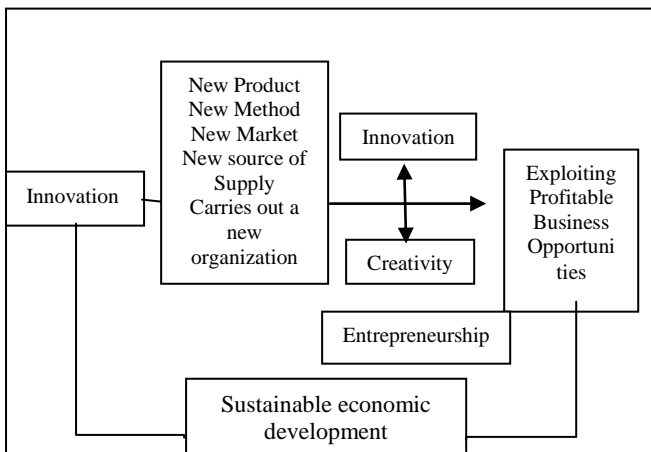 Innovation
New Product
New Method
New Market
New source of
Supply
Carries out a
new
organization
Innovation
Creativity
Exploiting
Profitable
Business
Opportuni
ties
Entrepreneurship
Sustainable economic
development